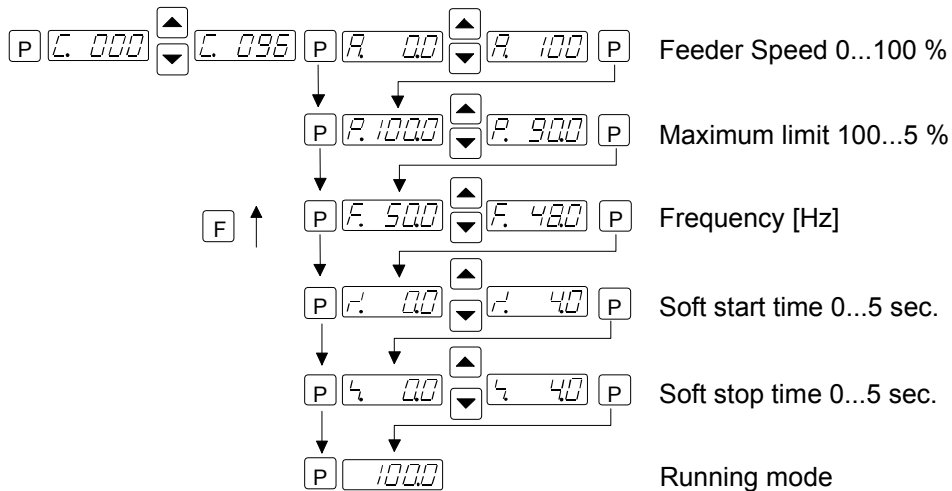 P C. 000 C. 096 P A. 0.0 A. 100 P Feeder Speed 0...100 %
P P. 100.0 P. 90.0 P Maximum limit 100...5 %
F P F. 50.0 F. 48.0 P Frequency [Hz]
P 0.0 4.0 P Soft start time 0...5 sec.
P 0.0 4.0 P Soft stop time 0...5 sec.
P 100.0 Running mode